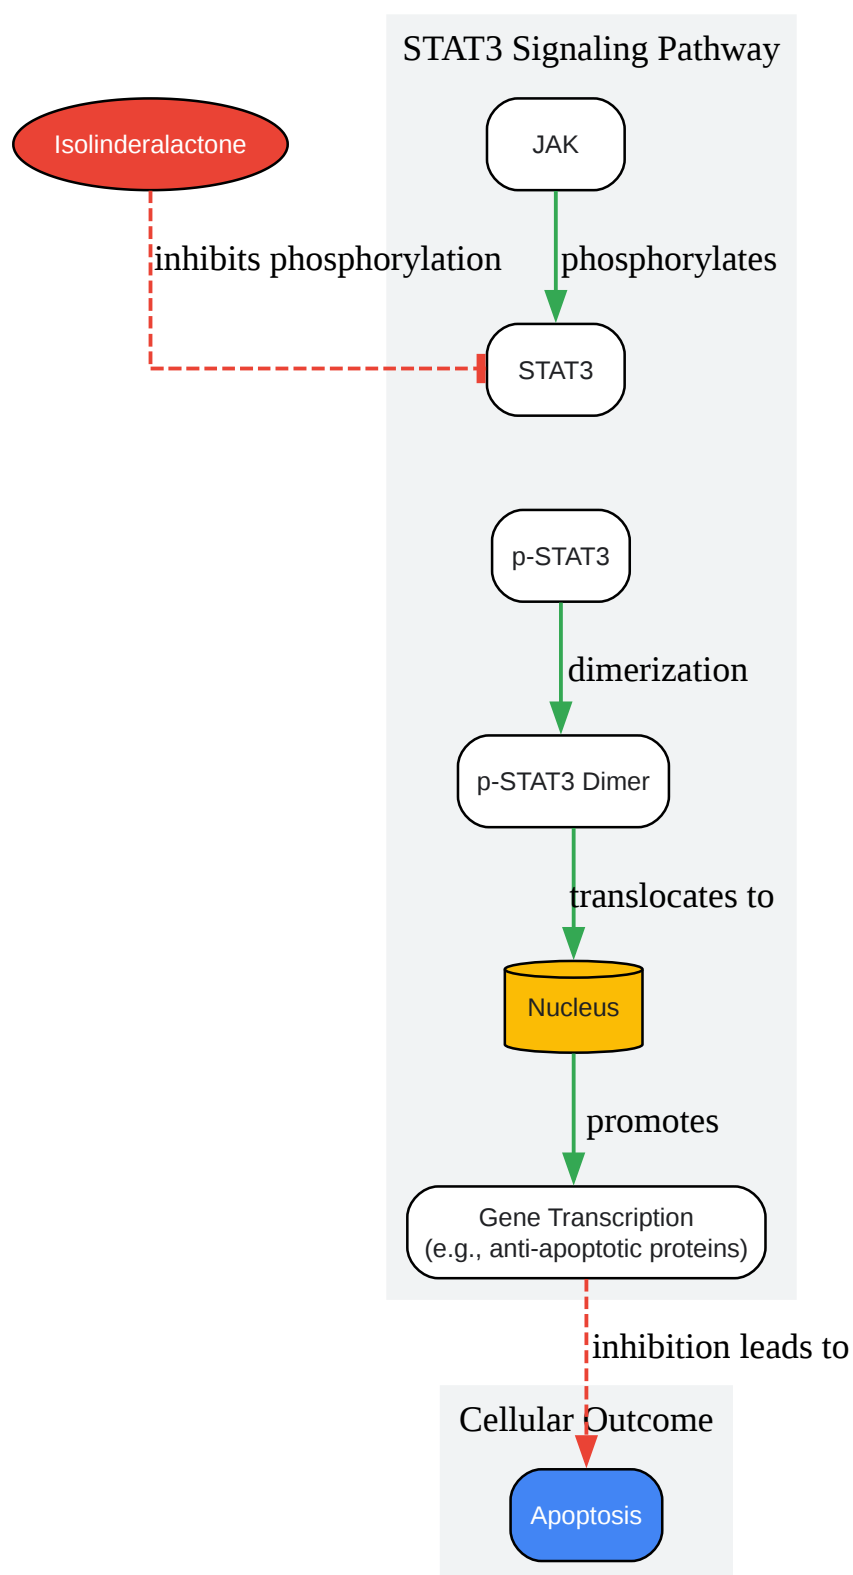 STAT3 Signaling Pathway
Isolinderalactone
JAK
inhibits phosphorylation
phosphorylates
STAT3
p-STAT3
dimerization
p-STAT3 Dimer
translocates to
Nucleus
promotes
Gene Transcription
(e.g., anti-apoptotic proteins)
inhibition leads to
Cellular Outcome
Apoptosis